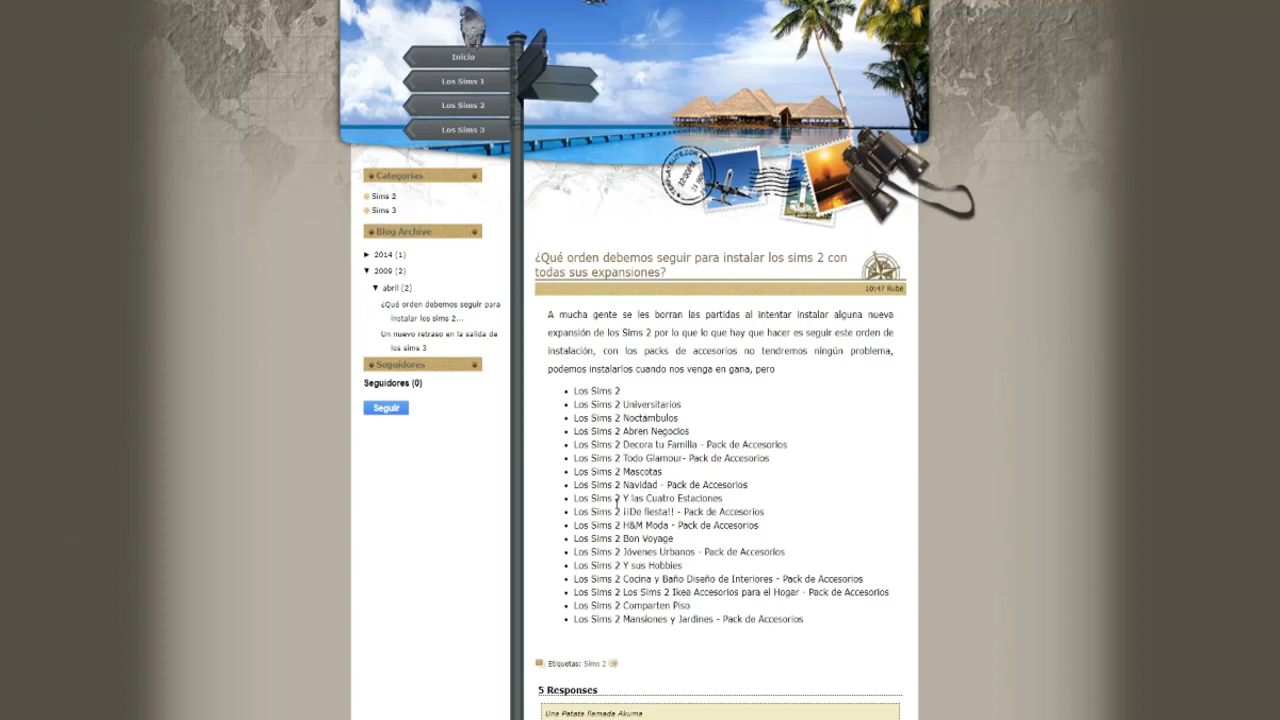 Inicio
Los Sims 1
Los Sims 2
Los Sims 3
Categorías
Sims 2
Sims 3
Blog Archive
► 2014 (1)
▼ 2009 (2)
▼ abril (2)
¿Qué orden debemos seguir para
instalar los sims 2...
Un nuevo retraso en la salida de
los sims 3
Seguidores
Seguidores (0)
Seguir
¿Qué orden debemos seguir para instalar los sims 2 con
todas sus expansiones?
10:47 Rube
A mucha gente se les borran las partidas al intentar instalar alguna nueva
expansión de los Sims 2 por lo que lo que hay que hacer es seguir este orden de
instalación, con los packs de accesorios no tendremos ningún problema,
podemos instalarlos cuando nos venga en gana, pero
• Los Sims 2
• Los Sims 2 Universitarios
• Los Sims 2 Noctámbulos
• Los Sims 2 Abren Negocios
• Los Sims 2 Decora tu Familia - Pack de Accesorios
• Los Sims 2 Todo Glamour- Pack de Accesorios
• Los Sims 2 Mascotas
• Los Sims 2 Navidad - Pack de Accesorios
• Los Sims 2 Y las Cuatro Estaciones
• Los Sims 2 ¡¡De fiesta!! - Pack de Accesorios
• Los Sims 2 H&M Moda - Pack de Accesorios
• Los Sims 2 Bon Voyage
• Los Sims 2 Jóvenes Urbanos - Pack de Accesorios
• Los Sims 2 Y sus Hobbies
• Los Sims 2 Cocina y Baño Diseño de Interiores - Pack de Accesorios
• Los Sims 2 Los Sims 2 Ikea Accesorios para el Hogar - Pack de Accesorios
• Los Sims 2 Comparten Piso
• Los Sims 2 Mansiones y Jardines - Pack de Accesorios
Etiquetas: Sims 2
5 Responses
Una Patata llamada Akuma